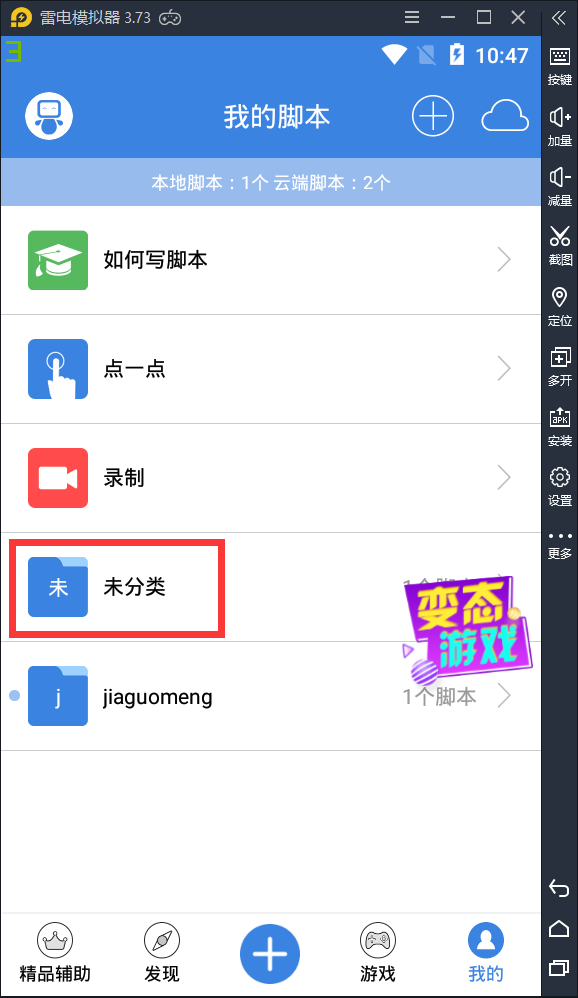 雷电模拟器 3.73
3
10:47
我的脚本
本地脚本：1个 云端脚本：2个
如何写脚本
点一点
录制
未
未分类
变态
游戏
j
jiaguomeng
1个脚本
精品辅助
发现
游戏
我的
按键
加量
减量
截图
定位
多开
APK
安装
设置
更多